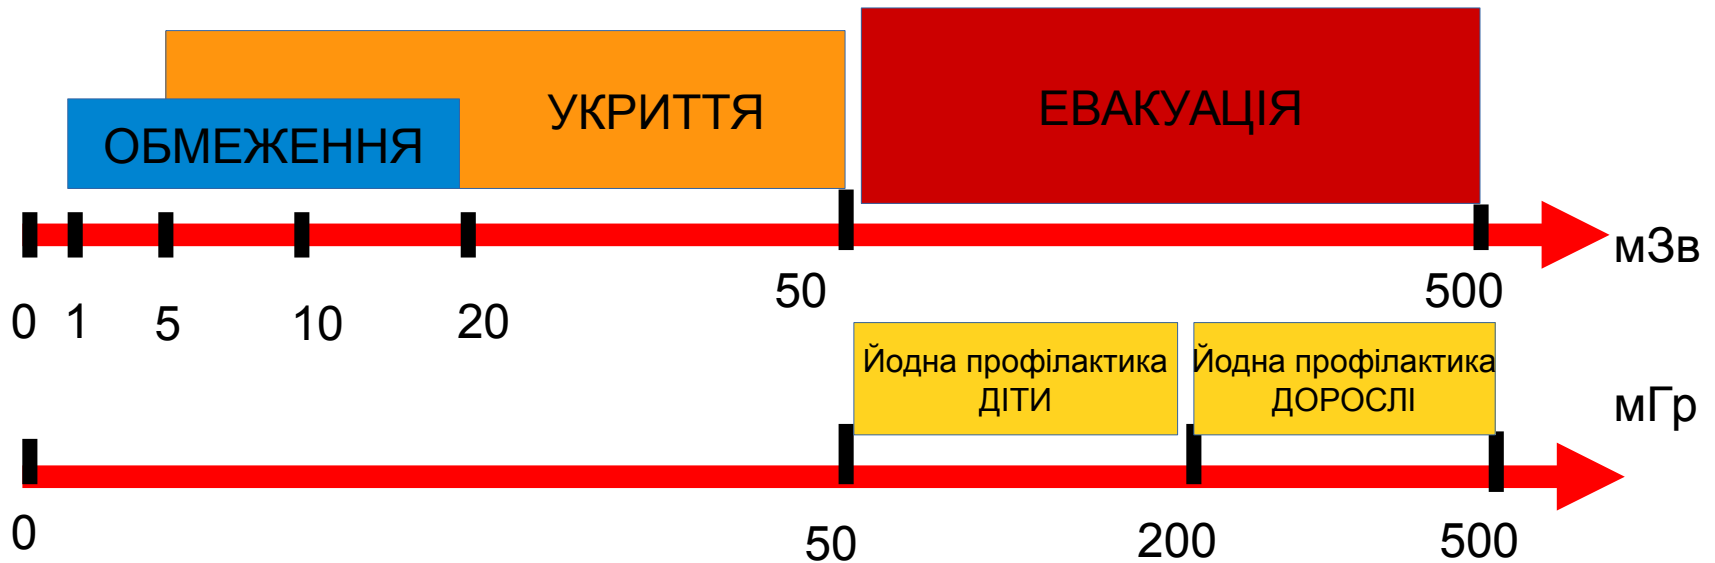 УКРИТТЯ
ЕВАКУАЦІЯ
ОБМЕЖЕННЯ
мЗв
0 1 5 10 20 50 500
Йодна профілактика
ДІТИ
Йодна профілактика
ДОРОСЛІ
мГр
0 50 200 500